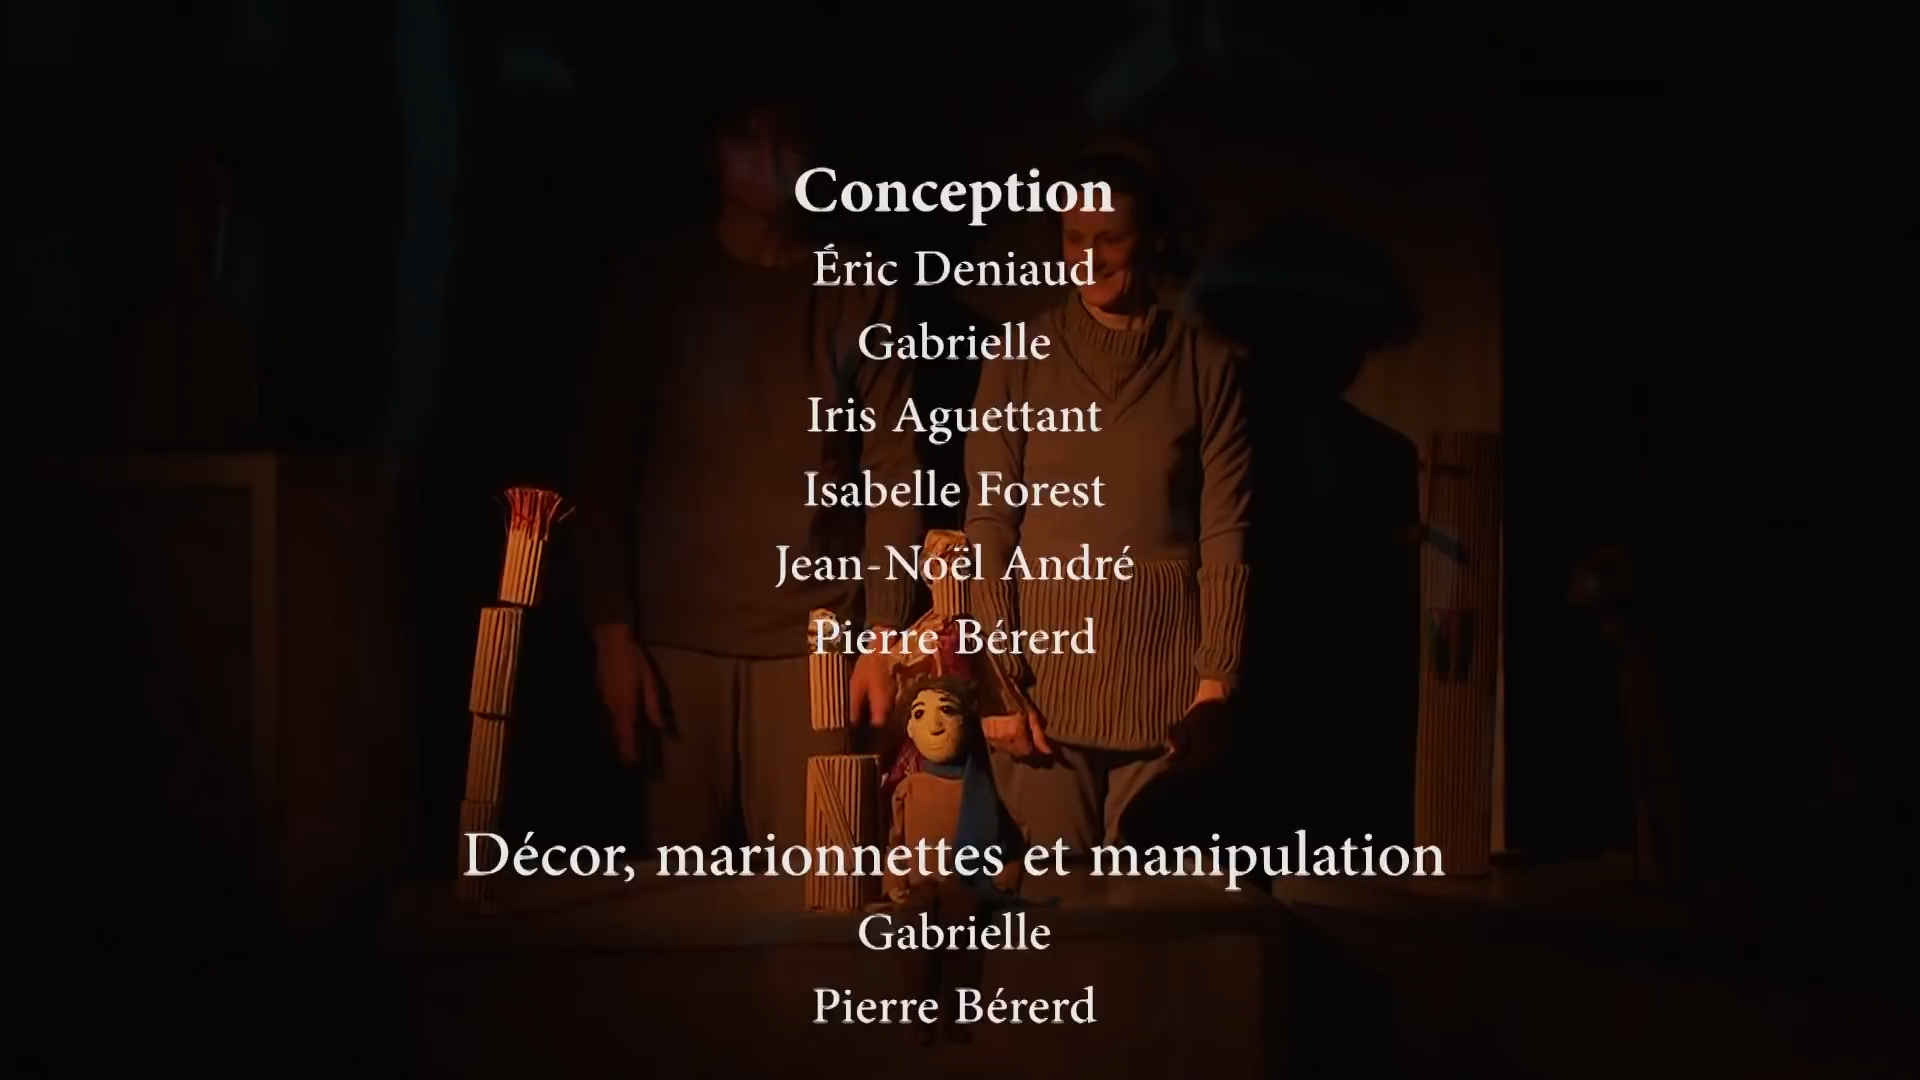 Conception
Éric Deniaud
Gabrielle
Iris Aguettant
Isabelle Forest
Jean-Noël André
Pierre Bérerd
Décor, marionnettes et manipulation
Gabrielle
Pierre Bérerd